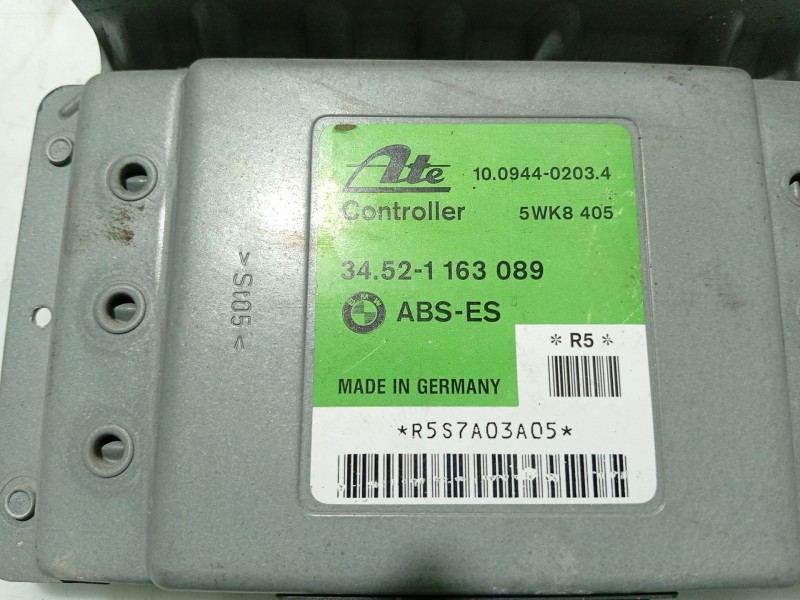 Ate 10.0944-0203.4
Controller 5WK8 405
34.52-1 163 089
BMW ABS-ES
* R5 *
MADE IN GERMANY
*R5S7A03A05*
>St05<